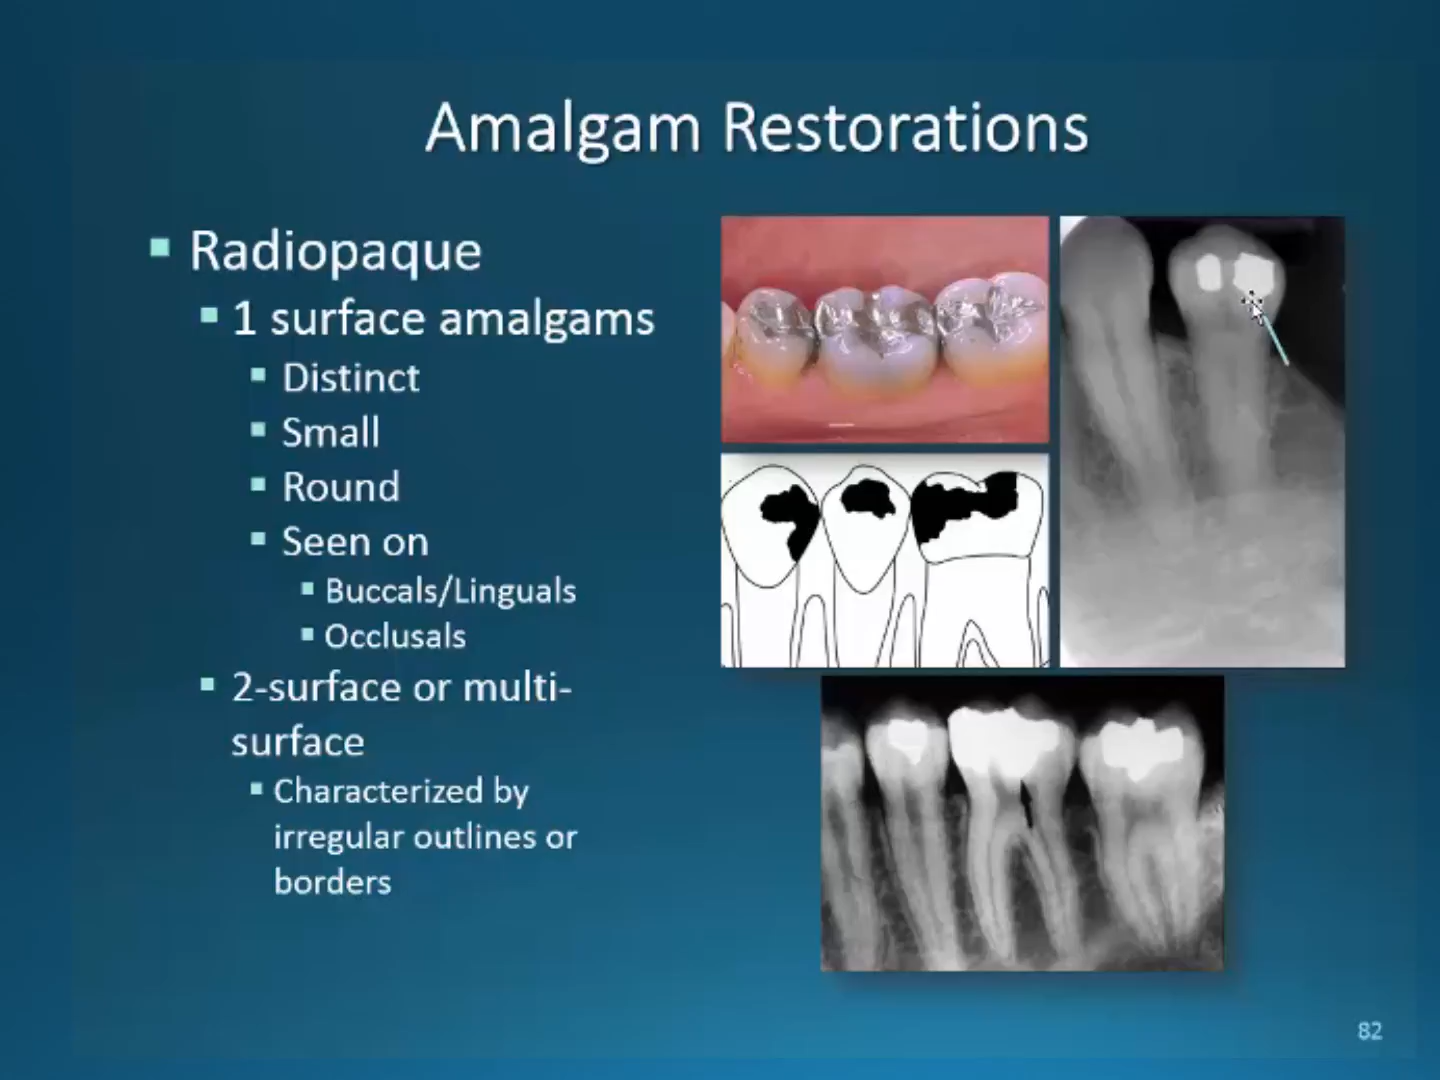 Amalgam Restorations
Radiopaque
1 surface amalgams
Distinct
Small
Round
Seen on
Buccals/Linguals
Occlusals
2-surface or multi-
surface
Characterized by
irregular outlines or
borders
82